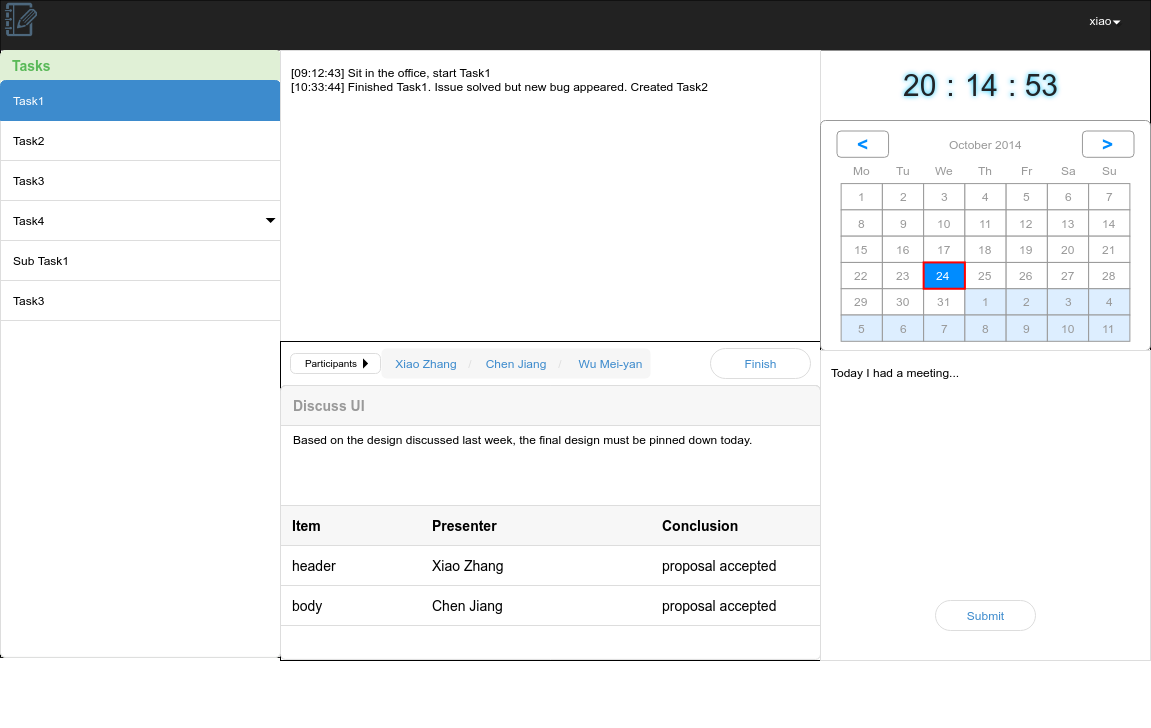 xiao
Tasks
Task1
Task2
Task3
Task4
Sub Task1
Task3
[09:12:43] Sit in the office, start Task1
[10:33:44] Finished Task1. Issue solved but new bug appeared. Created Task2
Participants
Xiao Zhang / Chen Jiang / Wu Mei-yan
Finish
Discuss UI
Based on the design discussed last week, the final design must be pinned down today.
Item Presenter Conclusion
header Xiao Zhang proposal accepted
body Chen Jiang proposal accepted
20 : 14 : 53
< October 2014 >
Mo Tu We Th Fr Sa Su
1 2 3 4 5 6 7
8 9 10 11 12 13 14
15 16 17 18 19 20 21
22 23 24 25 26 27 28
29 30 31 1 2 3 4
5 6 7 8 9 10 11
Today I had a meeting...
Submit